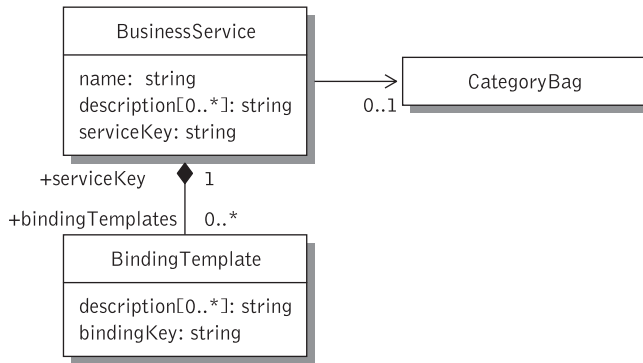 BusinessService
name: string
description[0..*]: string
serviceKey: string
CategoryBag
0..1
+serviceKey 1
+bindingTemplates 0..*
BindingTemplate
description[0..*]: string
bindingKey: string